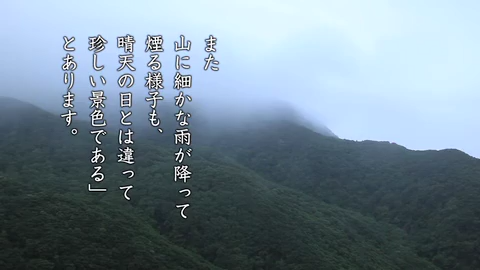 また
山に細かな雨が降って
煙る様子も、
晴天の日とは違って
珍しい景色である」
とあります。